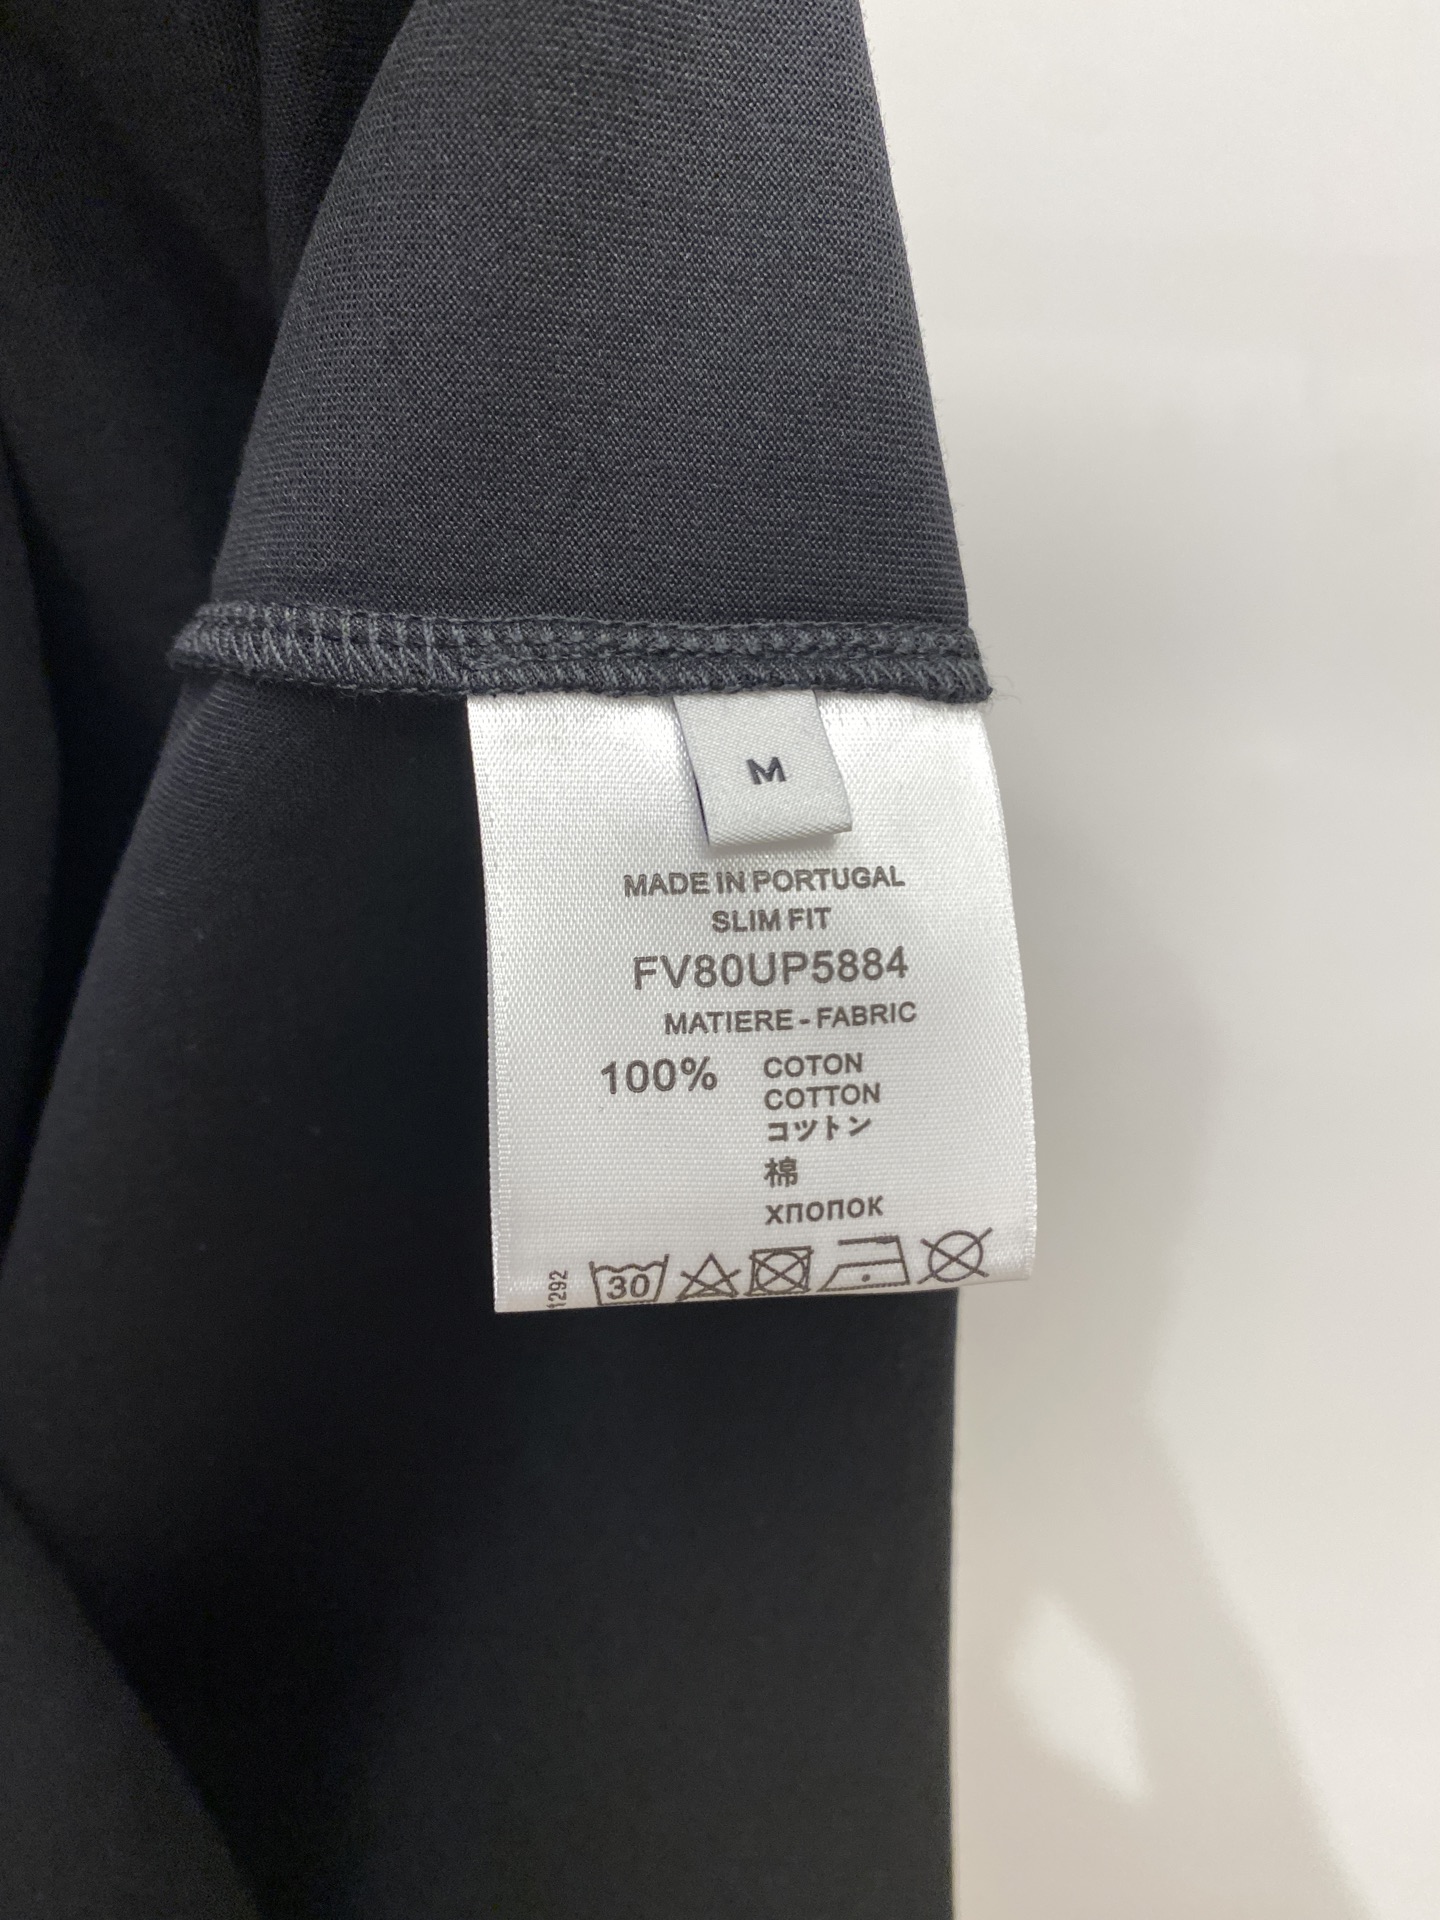 M
MADE IN PORTUGAL
SLIM FIT
FV80UP5884
MATIERE - FABRIC
100% COTON
COTTON
コットン
棉
хлопок
1292
30